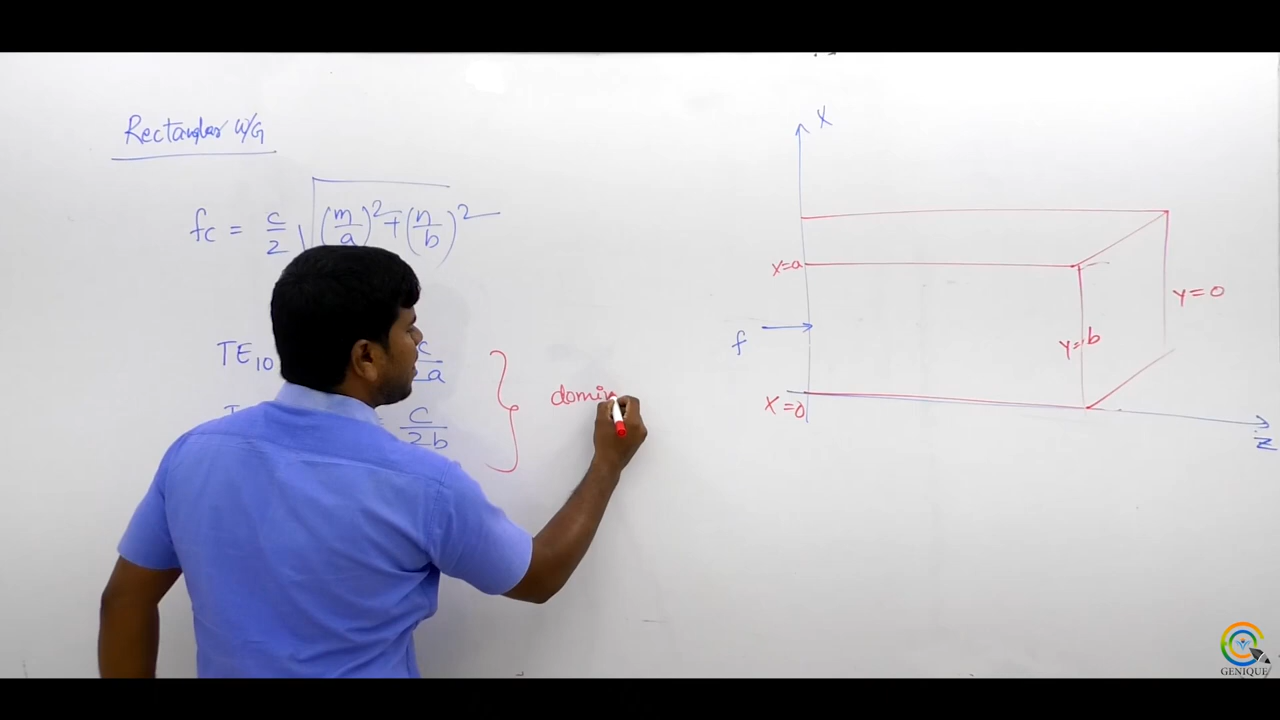 Rectangular W/G
fc = c/2 √(m/a)² + (n/b)²
TE10
c
a
C/2b
domin
X
x=a
f
X=0
y=b
y=0
z
GENIQUE